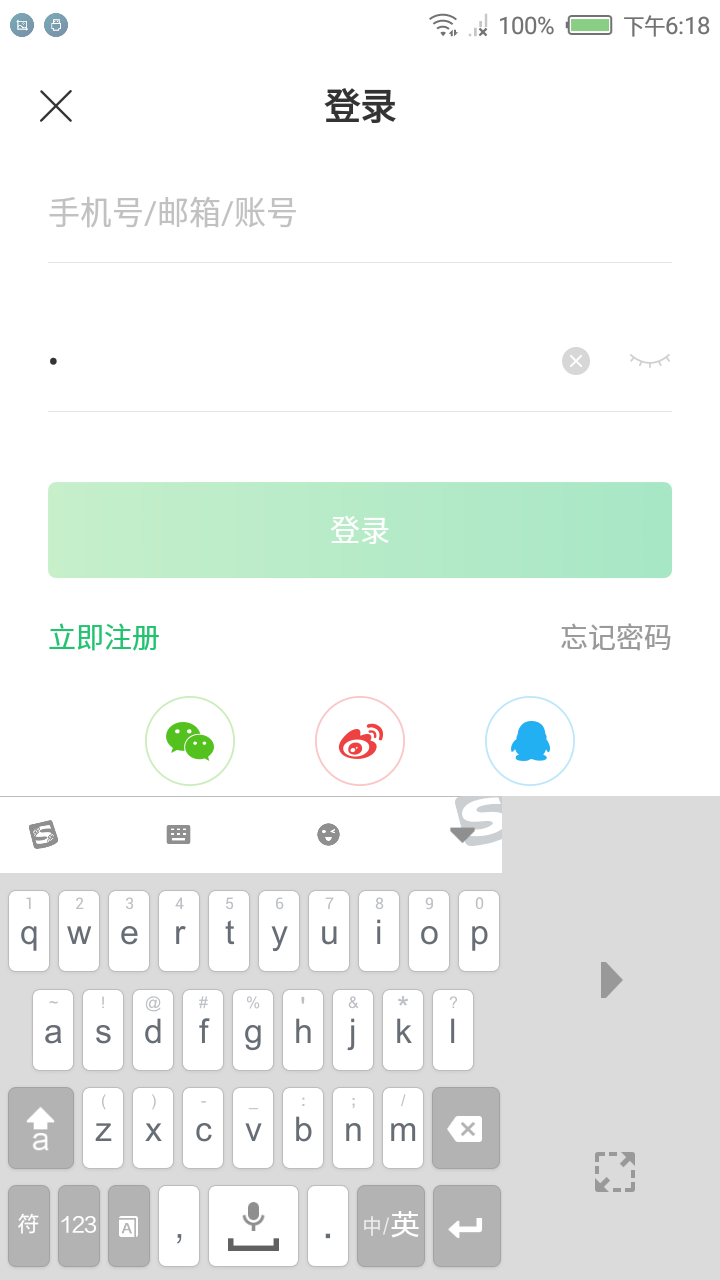 100% 下午6:18
登录
手机号/邮箱/账号
•
登录
立即注册 忘记密码
1 2 3 4 5 6 7 8 9 0
q w e r t y u i o p
~ ! @ # % ' & * ?
a s d f g h j k l
( ) - _ : ; /
a z x c v b n m
符 123 A , . 中/英